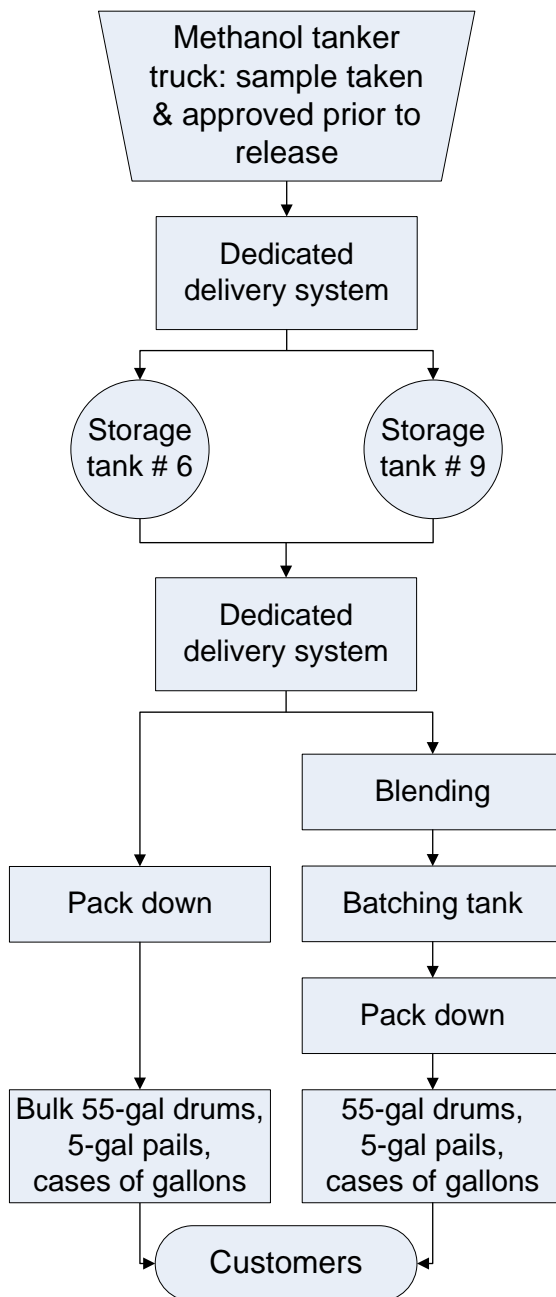 Methanol tanker
truck: sample taken
& approved prior to
release
Dedicated
delivery system
Storage
tank # 6
Storage
tank # 9
Dedicated
delivery system
Blending
Pack down
Batching tank
Pack down
Bulk 55-gal drums,
5-gal pails,
cases of gallons
55-gal drums,
5-gal pails,
cases of gallons
Customers